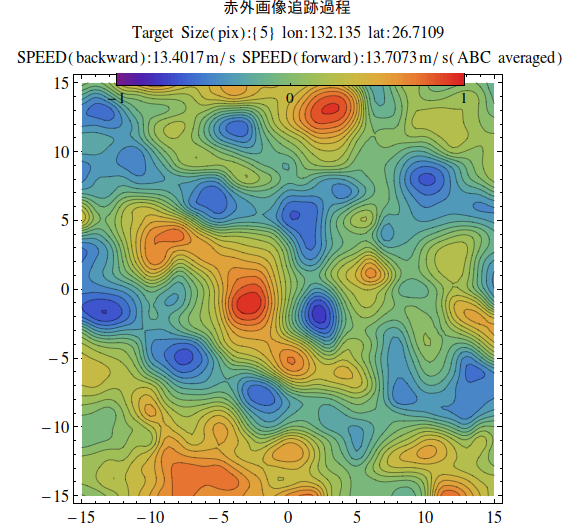 赤外画像追跡過程
Target Size(pix):{5} lon:132.135 lat:26.7109
SPEED(backward):13.4017m/s SPEED(forward):13.7073m/s(ABC averaged)
15
−1 0 1
10
5
0
−5
−10
−15
−15 −10 −5 0 5 10 15